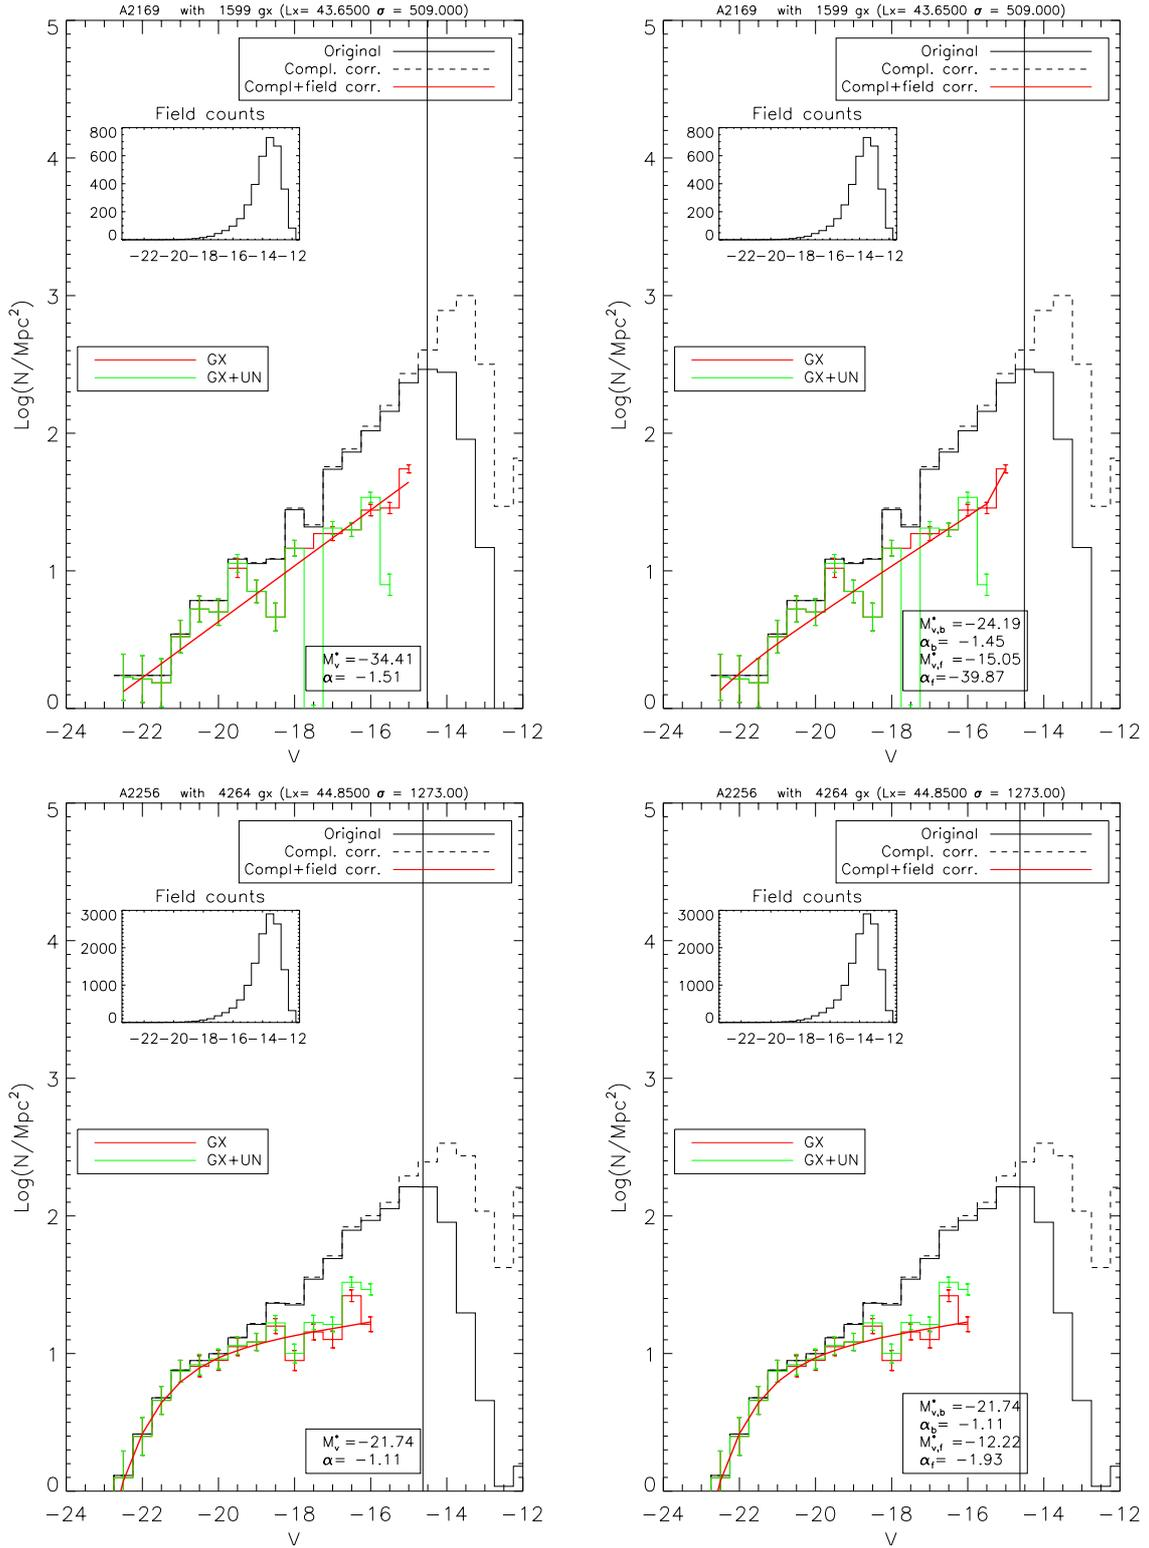 A2169 with 1599 gx (Lx= 43.6500 σ = 509.000)
5
Original
Compl. corr.
Compl+field corr.
Field counts
800
600
400
200
0
-22-20-18-16-14-12
4
3
GX
GX+UN
Log(N/Mpc²)
2
1
M*v =-34.41
α= -1.51
0
-24 -22 -20 -18 -16 -14 -12
V
A2169 with 1599 gx (Lx= 43.6500 σ = 509.000)
5
Original
Compl. corr.
Compl+field corr.
Field counts
800
600
400
200
0
-22-20-18-16-14-12
4
3
GX
GX+UN
Log(N/Mpc²)
2
1
M*v,b =-24.19
αb= -1.45
M*v,f =-15.05
αf=-39.87
0
-24 -22 -20 -18 -16 -14 -12
V
A2256 with 4264 gx (Lx= 44.8500 σ = 1273.00)
5
Original
Compl. corr.
Compl+field corr.
Field counts
3000
2000
1000
0
-22-20-18-16-14-12
4
3
GX
GX+UN
Log(N/Mpc²)
2
1
M*v =-21.74
α= -1.11
0
-24 -22 -20 -18 -16 -14 -12
V
A2256 with 4264 gx (Lx= 44.8500 σ = 1273.00)
5
Original
Compl. corr.
Compl+field corr.
Field counts
3000
2000
1000
0
-22-20-18-16-14-12
4
3
GX
GX+UN
Log(N/Mpc²)
2
1
M*v,b =-21.74
αb= -1.11
M*v,f =-12.22
αf= -1.93
0
-24 -22 -20 -18 -16 -14 -12
V